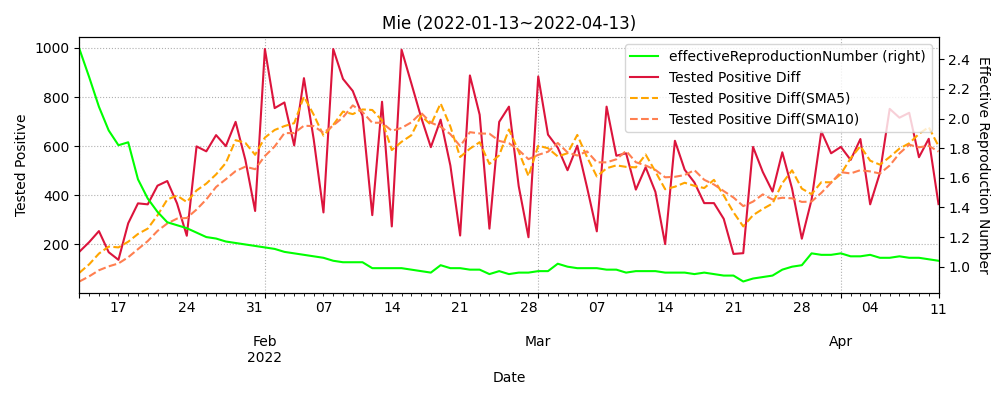 Mie (2022-01-13~2022-04-13)
effectiveReproductionNumber (right)
Tested Positive Diff
Tested Positive Diff(SMA5)
Tested Positive Diff(SMA10)
Tested Positive
1000
800
600
400
200
2.4
2.2
2.0
1.8
1.6
1.4
1.2
1.0
Effective Reproduction Number
17 24 31 07 14 21 28 07 14 21 28 04 11
Feb Mar Apr
2022
Date